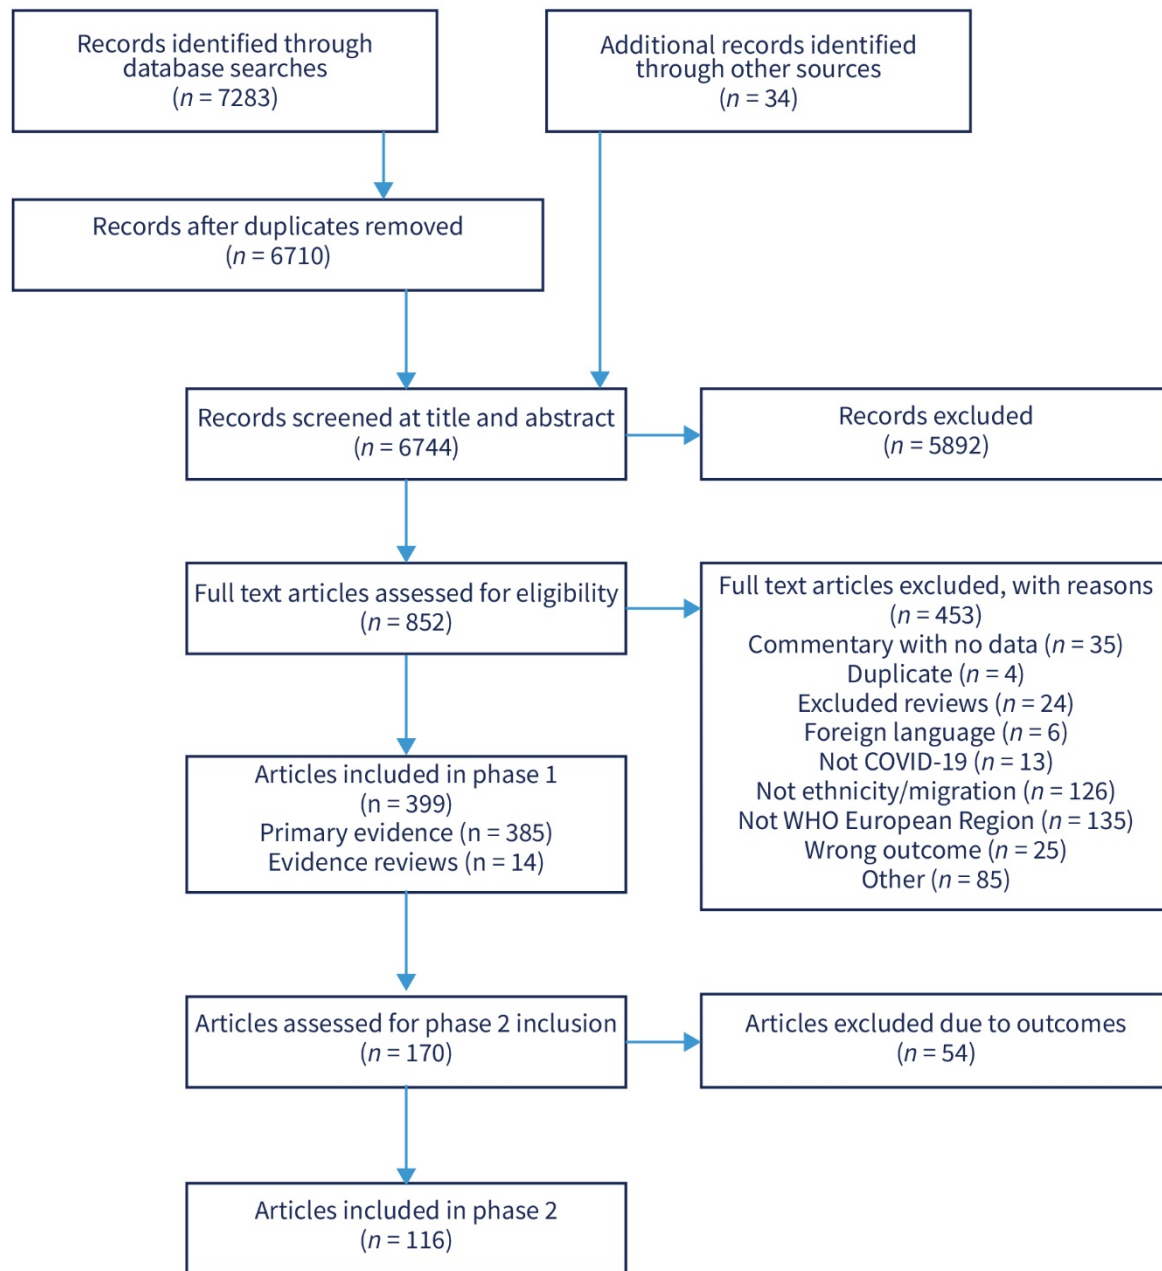 Records identified through
database searches
(n = 7283)
Additional records identified
through other sources
(n = 34)
Records after duplicates removed
(n = 6710)
Records screened at title and abstract
(n = 6744)
Records excluded
(n = 5892)
Full text articles assessed for eligibility
(n = 852)
Full text articles excluded, with reasons
(n = 453)
Commentary with no data (n = 35)
Duplicate (n = 4)
Excluded reviews (n = 24)
Foreign language (n = 6)
Not COVID-19 (n = 13)
Not ethnicity/migration (n = 126)
Not WHO European Region (n = 135)
Wrong outcome (n = 25)
Other (n = 85)
Articles included in phase 1
(n = 399)
Primary evidence (n = 385)
Evidence reviews (n = 14)
Articles assessed for phase 2 inclusion
(n = 170)
Articles excluded due to outcomes
(n = 54)
Articles included in phase 2
(n = 116)